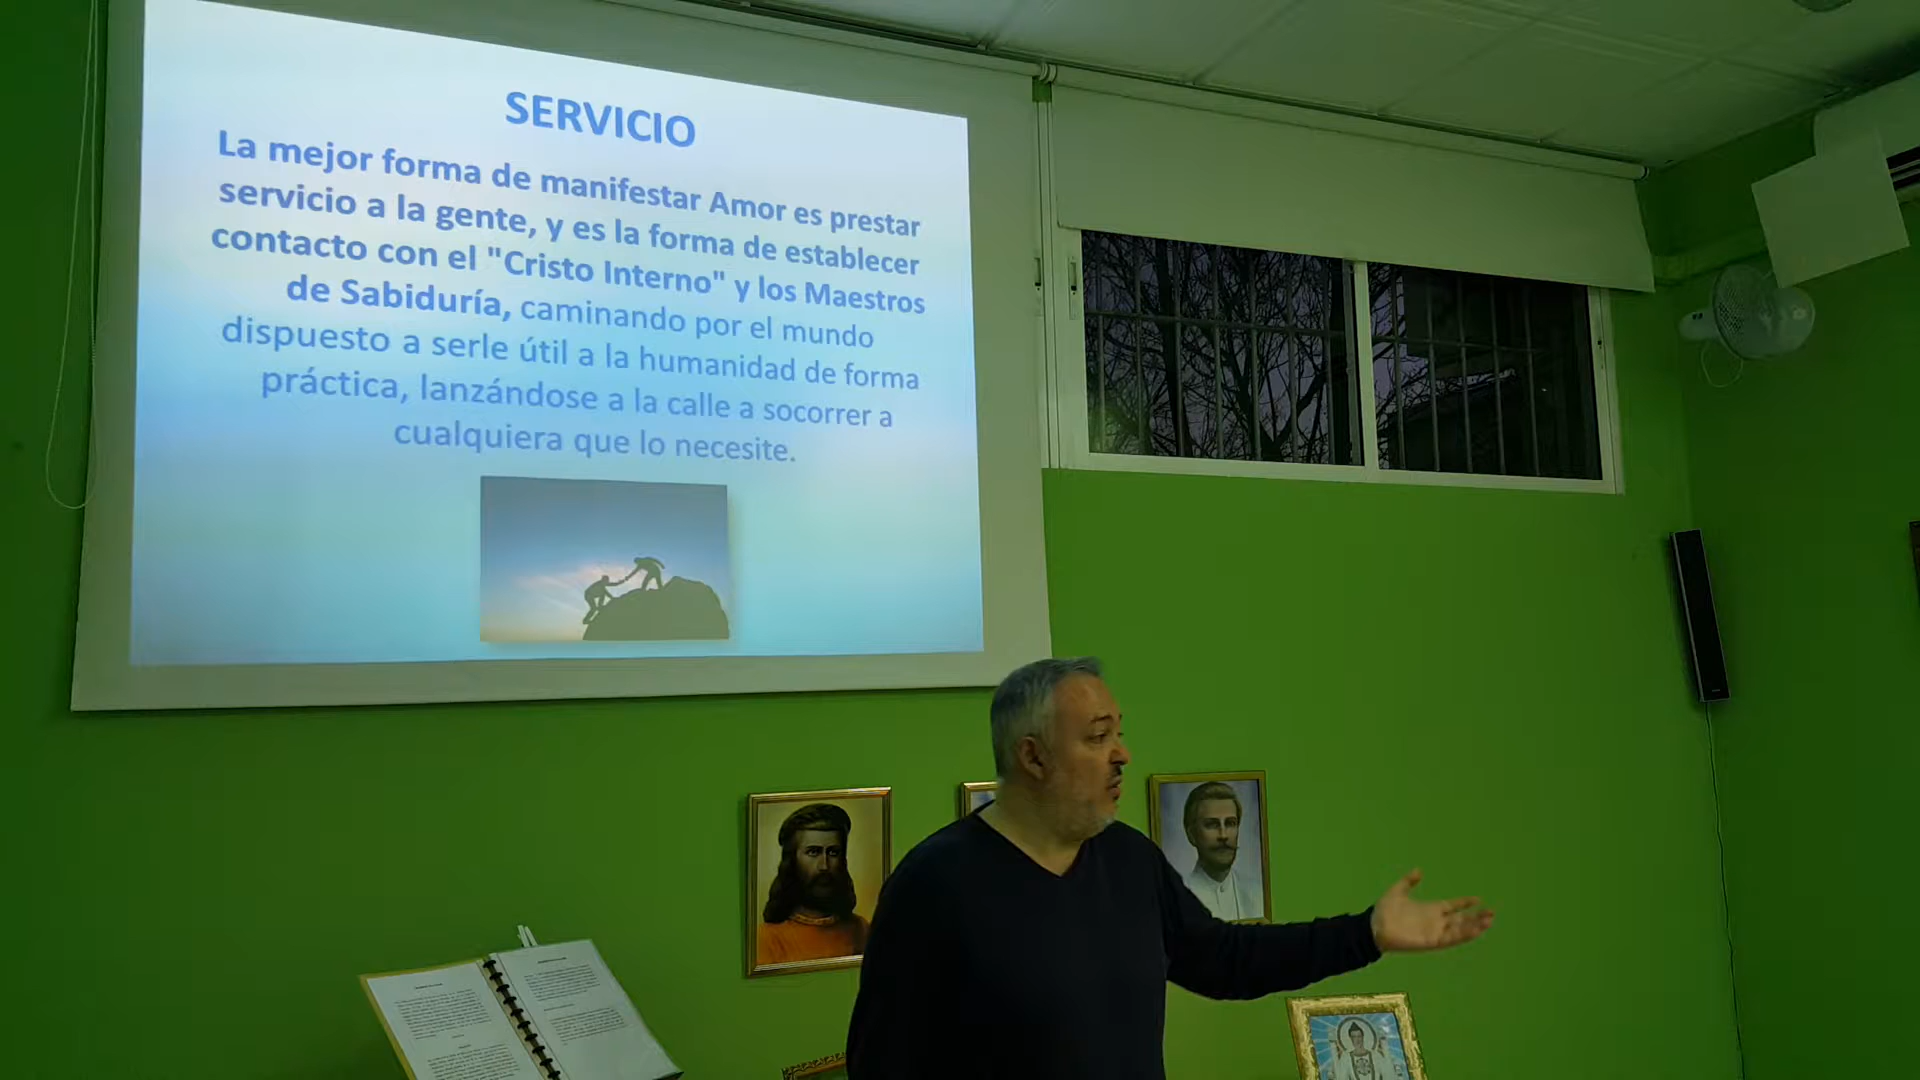 SERVICIO
La mejor forma de manifestar Amor es prestar
servicio a la gente, y es la forma de establecer
contacto con el "Cristo Interno" y los Maestros
de Sabiduría, caminando por el mundo
dispuesto a serle útil a la humanidad de forma
práctica, lanzándose a la calle a socorrer a
cualquiera que lo necesite.